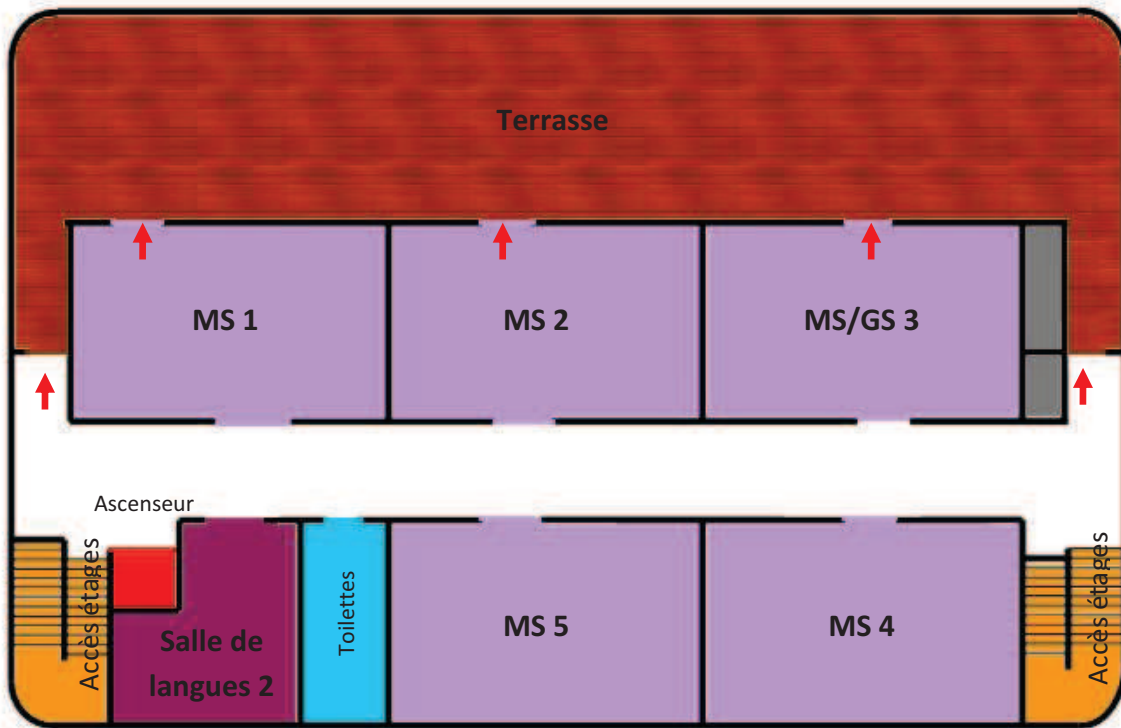 Terrasse
MS 1
MS 2
MS/GS 3
Ascenseur
Accès étages
Salle de
langues 2
Toilettes
MS 5
MS 4
Accès étages